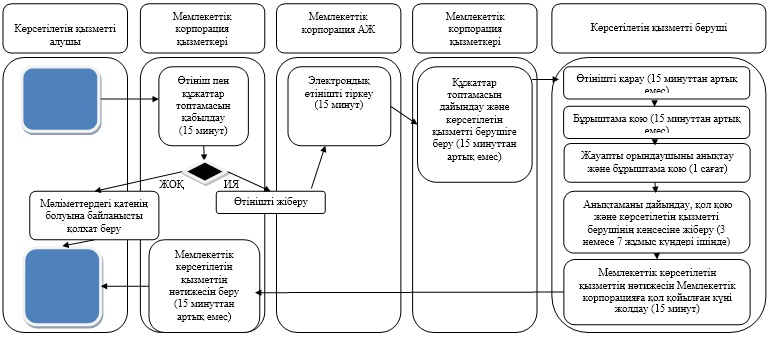 Көрсетілетін қызметті
алушы
Мемлекеттік
корпорация
қызметкері
Мемлекеттік
корпорация АЖ
Мемлекеттік
корпорация
қызметкері
Көрсетілетін қызметті беруші
Өтініш пен
құжаттар
топтамасын
қабылдау
(15 минут)
ЖОҚ
ИЯ
Мәліметтердегі қатенің
болуына байланысты
қолхат беру
Өтінішті жіберу
Электрондық
өтінішті тіркеу
(15 минут)
Құжаттар
топтамасын
дайындау және
көрсетілетін
қызметті берушіге
беру (15 минуттан
артық емес)
Өтінішті қарау (15 минуттан артық
емес)
Бұрыштама қою (15 минуттан артық
емес)
Жауапты орындаушыны анықтау
және бұрыштама қою (1 сағат)
Анықтаманы дайындау, қол қою
және көрсетілетін қызметті
берушінің кеңсесіне жіберу (3
немесе 7 жұмыс күндері ішінде)
Мемлекеттік көрсетілетін
қызметтің нәтижесін Мемлекеттік
корпорацияға қол қойылған күні
жолдау (15 минут)
Мемлекеттік
көрсетілетін
қызметтің
нәтижесін беру
(15 минуттан
артық емес)